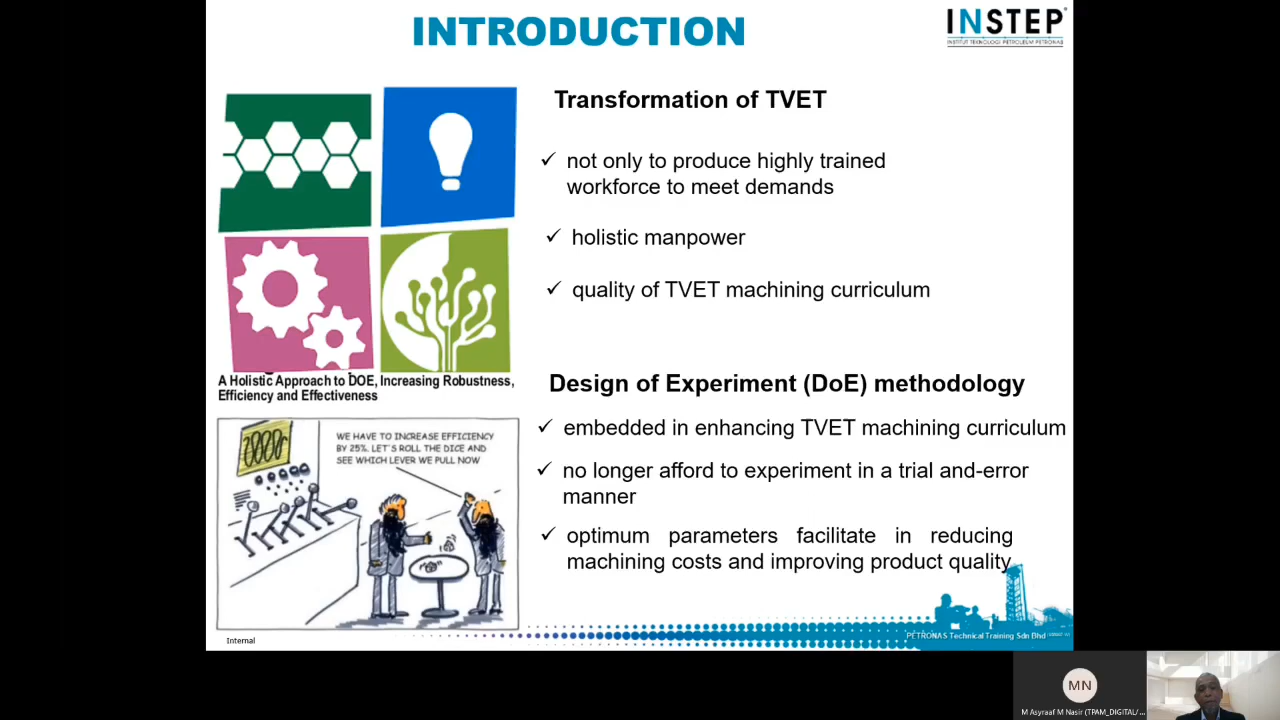 INTRODUCTION
INSTEP
INSTITUT TEKNOLOGI PETROLEUM PETRONAS
Transformation of TVET
✓ not only to produce highly trained
workforce to meet demands
✓ holistic manpower
✓ quality of TVET machining curriculum
A Holistic Approach to DOE, Increasing Robustness,
Efficiency and Effectiveness
WE HAVE TO INCREASE EFFICIENCY
BY 25%. LET'S ROLL THE DICE AND
SEE WHICH LEVER WE PULL NOW
Design of Experiment (DoE) methodology
✓ embedded in enhancing TVET machining curriculum
✓ no longer afford to experiment in a trial and-error
manner
✓ optimum parameters facilitate in reducing
machining costs and improving product quality
Internal
PETRONAS Technical Training Sdn Bhd
MN
M Asyraaf M Nasir (TPAM_DIGITAL/ ...